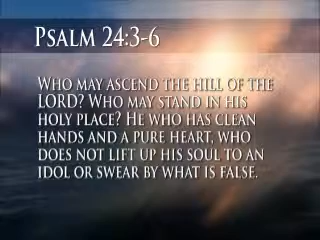 Psalm 24:3-6
Who may ascend the hill of the
LORD? Who may stand in his
holy place? He who has clean
hands and a pure heart, who
does not lift up his soul to an
idol or swear by what is false.